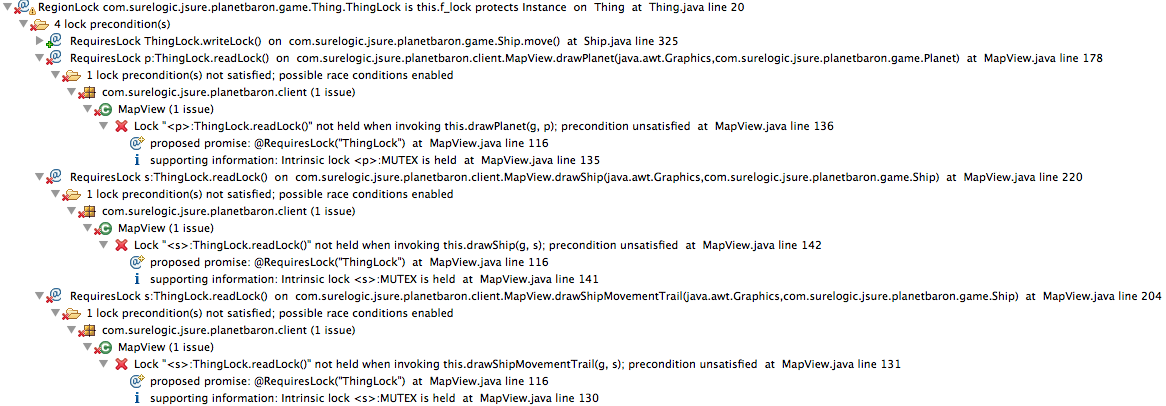 RegionLock com.surelogic.jsure.planetbaron.game.Thing.ThingLock is this.f_lock protects Instance on Thing at Thing.java line 20
4 lock precondition(s)
RequiresLock ThingLock.writeLock() on com.surelogic.jsure.planetbaron.game.Ship.move() at Ship.java line 325
RequiresLock p:ThingLock.readLock() on com.surelogic.jsure.planetbaron.client.MapView.drawPlanet(java.awt.Graphics,com.surelogic.jsure.planetbaron.game.Planet) at MapView.java line 178
1 lock precondition(s) not satisfied; possible race conditions enabled
com.surelogic.jsure.planetbaron.client (1 issue)
MapView (1 issue)
Lock "<p>:ThingLock.readLock()" not held when invoking this.drawPlanet(g, p); precondition unsatisfied at MapView.java line 136
proposed promise: @RequiresLock("ThingLock") at MapView.java line 116
supporting information: Intrinsic lock <p>:MUTEX is held at MapView.java line 135
RequiresLock s:ThingLock.readLock() on com.surelogic.jsure.planetbaron.client.MapView.drawShip(java.awt.Graphics,com.surelogic.jsure.planetbaron.game.Ship) at MapView.java line 220
1 lock precondition(s) not satisfied; possible race conditions enabled
com.surelogic.jsure.planetbaron.client (1 issue)
MapView (1 issue)
Lock "<s>:ThingLock.readLock()" not held when invoking this.drawShip(g, s); precondition unsatisfied at MapView.java line 142
proposed promise: @RequiresLock("ThingLock") at MapView.java line 116
supporting information: Intrinsic lock <s>:MUTEX is held at MapView.java line 141
RequiresLock s:ThingLock.readLock() on com.surelogic.jsure.planetbaron.client.MapView.drawShipMovementTrail(java.awt.Graphics,com.surelogic.jsure.planetbaron.game.Ship) at MapView.java line 204
1 lock precondition(s) not satisfied; possible race conditions enabled
com.surelogic.jsure.planetbaron.client (1 issue)
MapView (1 issue)
Lock "<s>:ThingLock.readLock()" not held when invoking this.drawShipMovementTrail(g, s); precondition unsatisfied at MapView.java line 131
proposed promise: @RequiresLock("ThingLock") at MapView.java line 116
supporting information: Intrinsic lock <s>:MUTEX is held at MapView.java line 130